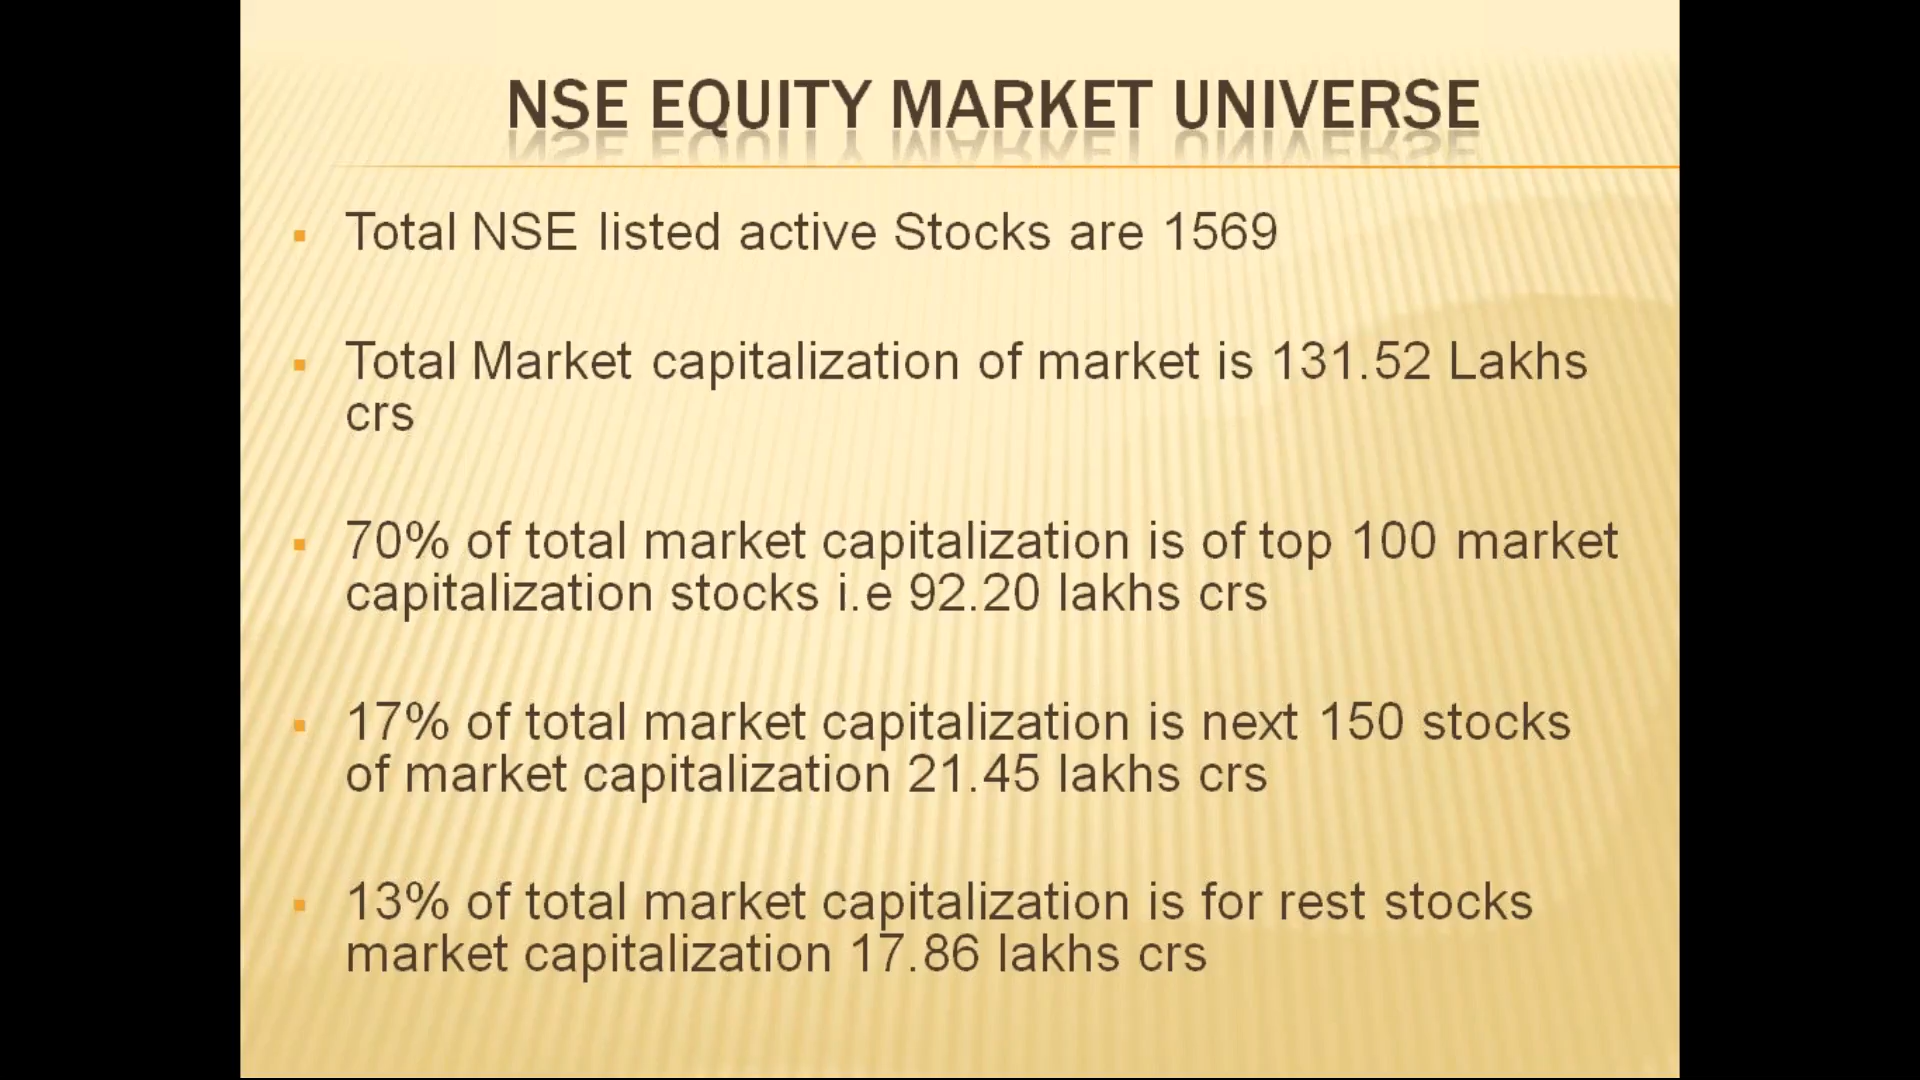 NSE EQUITY MARKET UNIVERSE
▪ Total NSE listed active Stocks are 1569
▪ Total Market capitalization of market is 131.52 Lakhs
crs
▪ 70% of total market capitalization is of top 100 market
capitalization stocks i.e 92.20 lakhs crs
▪ 17% of total market capitalization is next 150 stocks
of market capitalization 21.45 lakhs crs
▪ 13% of total market capitalization is for rest stocks
market capitalization 17.86 lakhs crs